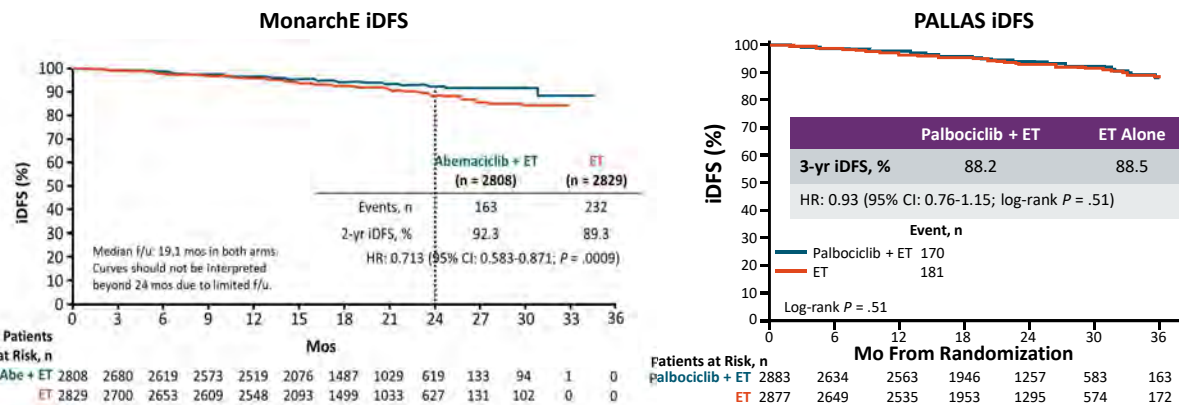 MonarchE iDFS
100
90
80
70
60
50
40
30
20
10
0
iDFS (%)
Abemaciclib + ET ET
(n = 2808) (n = 2829)
Events, n 163 232
2-yr iDFS, % 92.3 89.3
HR: 0.713 (95% CI: 0.583-0.871; P = .0009)
Median f/u: 19.1 mos in both arms
Curves should not be interpreted
beyond 24 mos due to limited f/u.
0 3 6 9 12 15 18 21 24 27 30 33 36
Mos
Patients
at Risk, n
Abe + ET 2808 2680 2619 2573 2519 2076 1487 1029 619 133 94 1 0
ET 2829 2700 2653 2609 2548 2093 1499 1033 627 131 102 0 0
PALLAS iDFS
100
90
80
70
60
50
40
30
20
10
0
iDFS (%)
Palbociclib + ET ET Alone
3-yr iDFS, % 88.2 88.5
HR: 0.93 (95% CI: 0.76-1.15; log-rank P = .51)
Event, n
Palbociclib + ET 170
ET 181
Log-rank P = .51
0 6 12 18 24 30 36
Mo From Randomization
Patients at Risk, n
Palbociclib + ET 2883 2634 2563 1946 1257 583 163
ET 2877 2649 2535 1953 1295 574 172